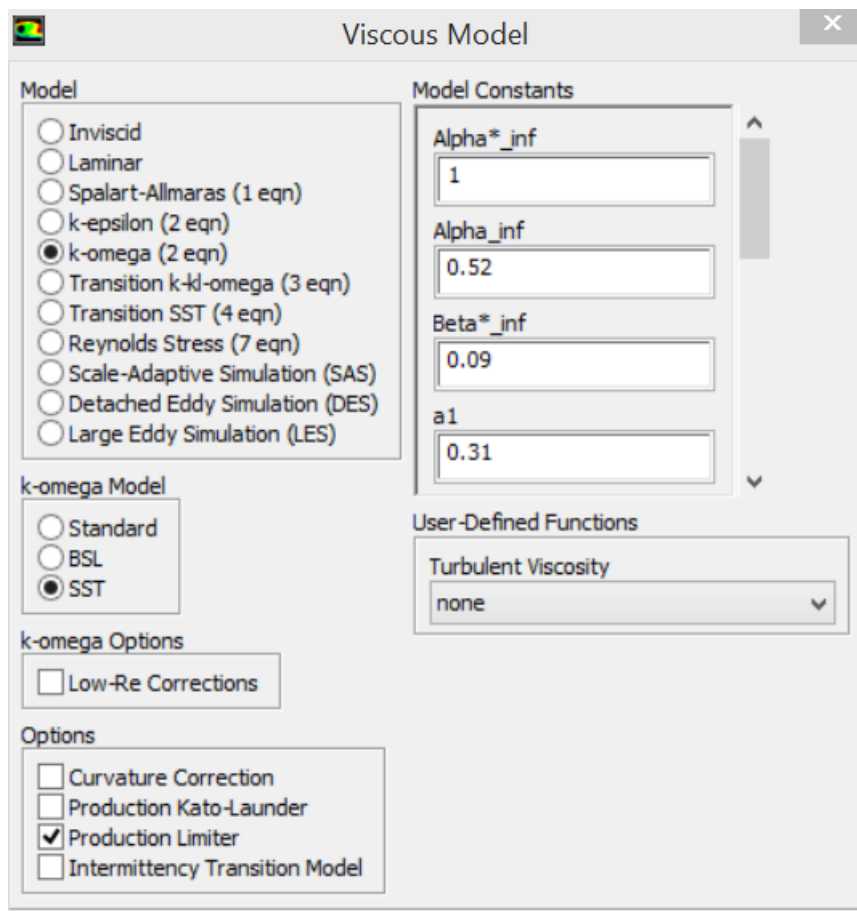 Viscous Model
Model
Inviscid
Laminar
Spalart-Allmaras (1 eqn)
k-epsilon (2 eqn)
k-omega (2 eqn)
Transition k-kl-omega (3 eqn)
Transition SST (4 eqn)
Reynolds Stress (7 eqn)
Scale-Adaptive Simulation (SAS)
Detached Eddy Simulation (DES)
Large Eddy Simulation (LES)
k-omega Model
Standard
BSL
SST
k-omega Options
Low-Re Corrections
Options
Curvature Correction
Production Kato-Launder
Production Limiter
Intermittency Transition Model
Model Constants
Alpha*_inf
1
Alpha_inf
0.52
Beta*_inf
0.09
a1
0.31
User-Defined Functions
Turbulent Viscosity
none